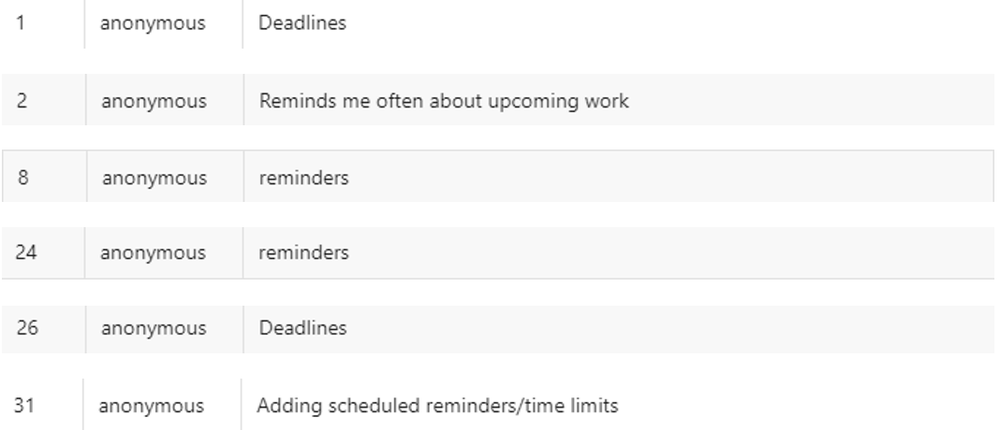 1 anonymous Deadlines
2 anonymous Reminds me often about upcoming work
8 anonymous reminders
24 anonymous reminders
26 anonymous Deadlines
31 anonymous Adding scheduled reminders/time limits